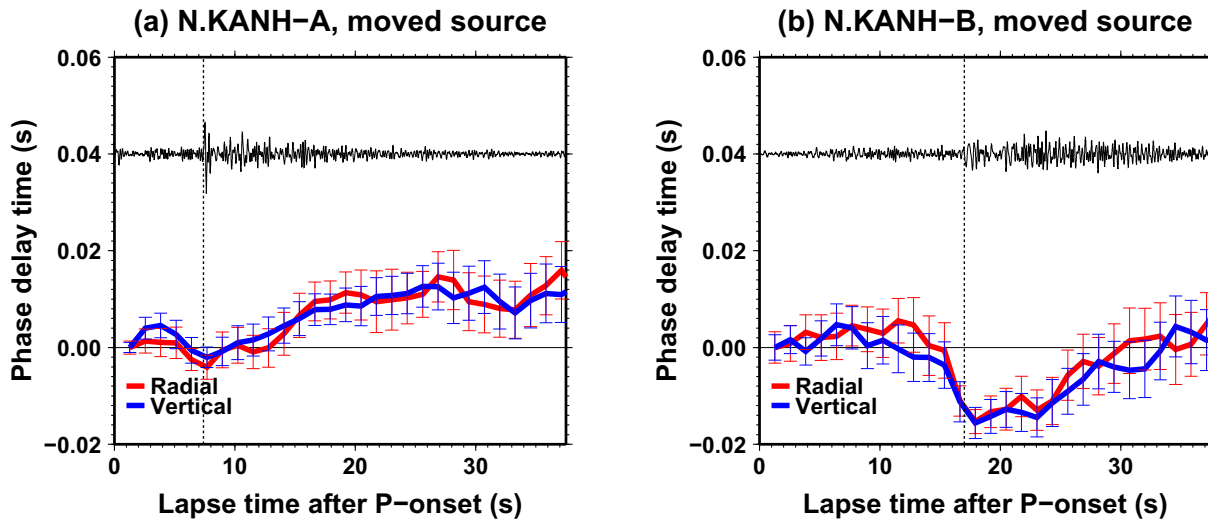 (a) N.KANH−A, moved source
Phase delay time (s)
0.06
0.04
0.02
0.00
−0.02
Radial
Vertical
0 10 20 30
Lapse time after P−onset (s)
(b) N.KANH−B, moved source
Phase delay time (s)
0.06
0.04
0.02
0.00
−0.02
Radial
Vertical
0 10 20 30
Lapse time after P−onset (s)